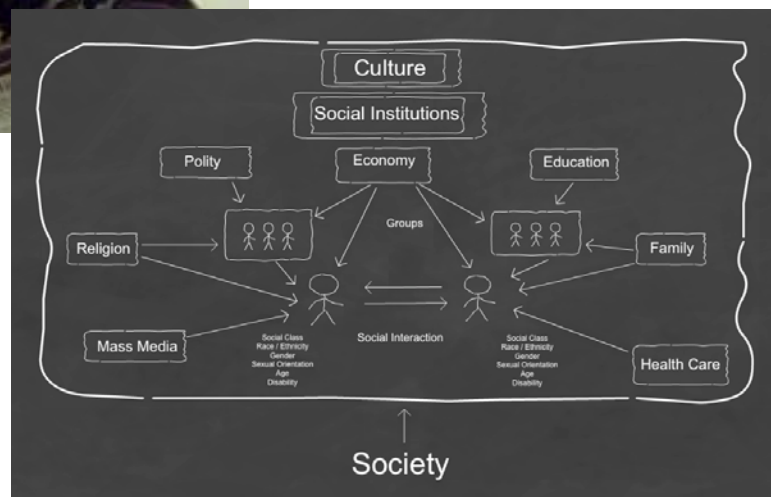 Culture
Social Institutions
Polity
Economy
Education
Groups
Religion
Family
Mass Media
Social Interaction
Social Class
Race / Ethnicity
Gender
Sexual Orientation
Age
Disability
Social Class
Race / Ethnicity
Gender
Sexual Orientation
Age
Disability
Health Care
Society